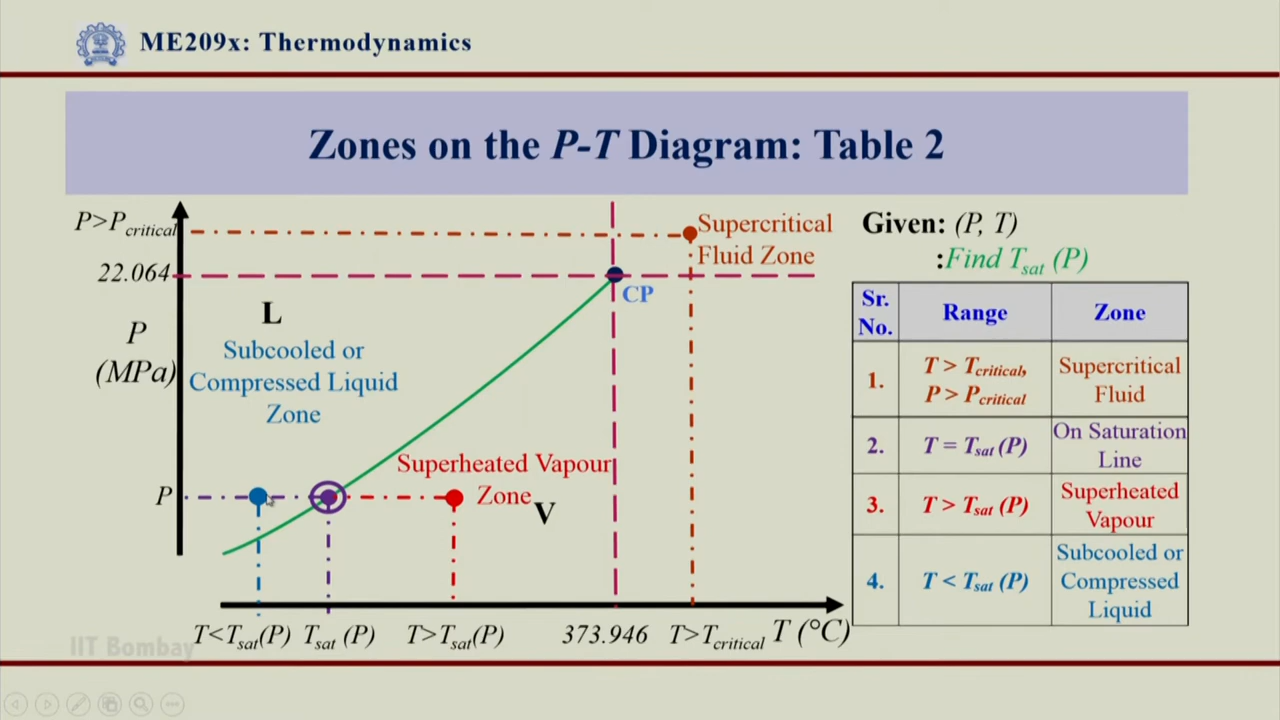 ME209x: Thermodynamics
Zones on the P-T Diagram: Table 2
P>Pcritical
22.064
P
(MPa)
P
L
Subcooled or
Compressed Liquid
Zone
Superheated Vapour
Zone
V
CP
Supercritical
Fluid Zone
T<Tsat(P)
Tsat (P)
T>Tsat(P)
373.946
T>Tcritical
T (°C)
Given: (P, T)
:Find Tsat (P)
Sr. No.
Range
Zone
1.
T > Tcritical,
P > Pcritical
Supercritical
Fluid
2.
T = Tsat (P)
On Saturation
Line
3.
T > Tsat (P)
Superheated
Vapour
4.
T < Tsat (P)
Subcooled or
Compressed
Liquid
IIT Bombay